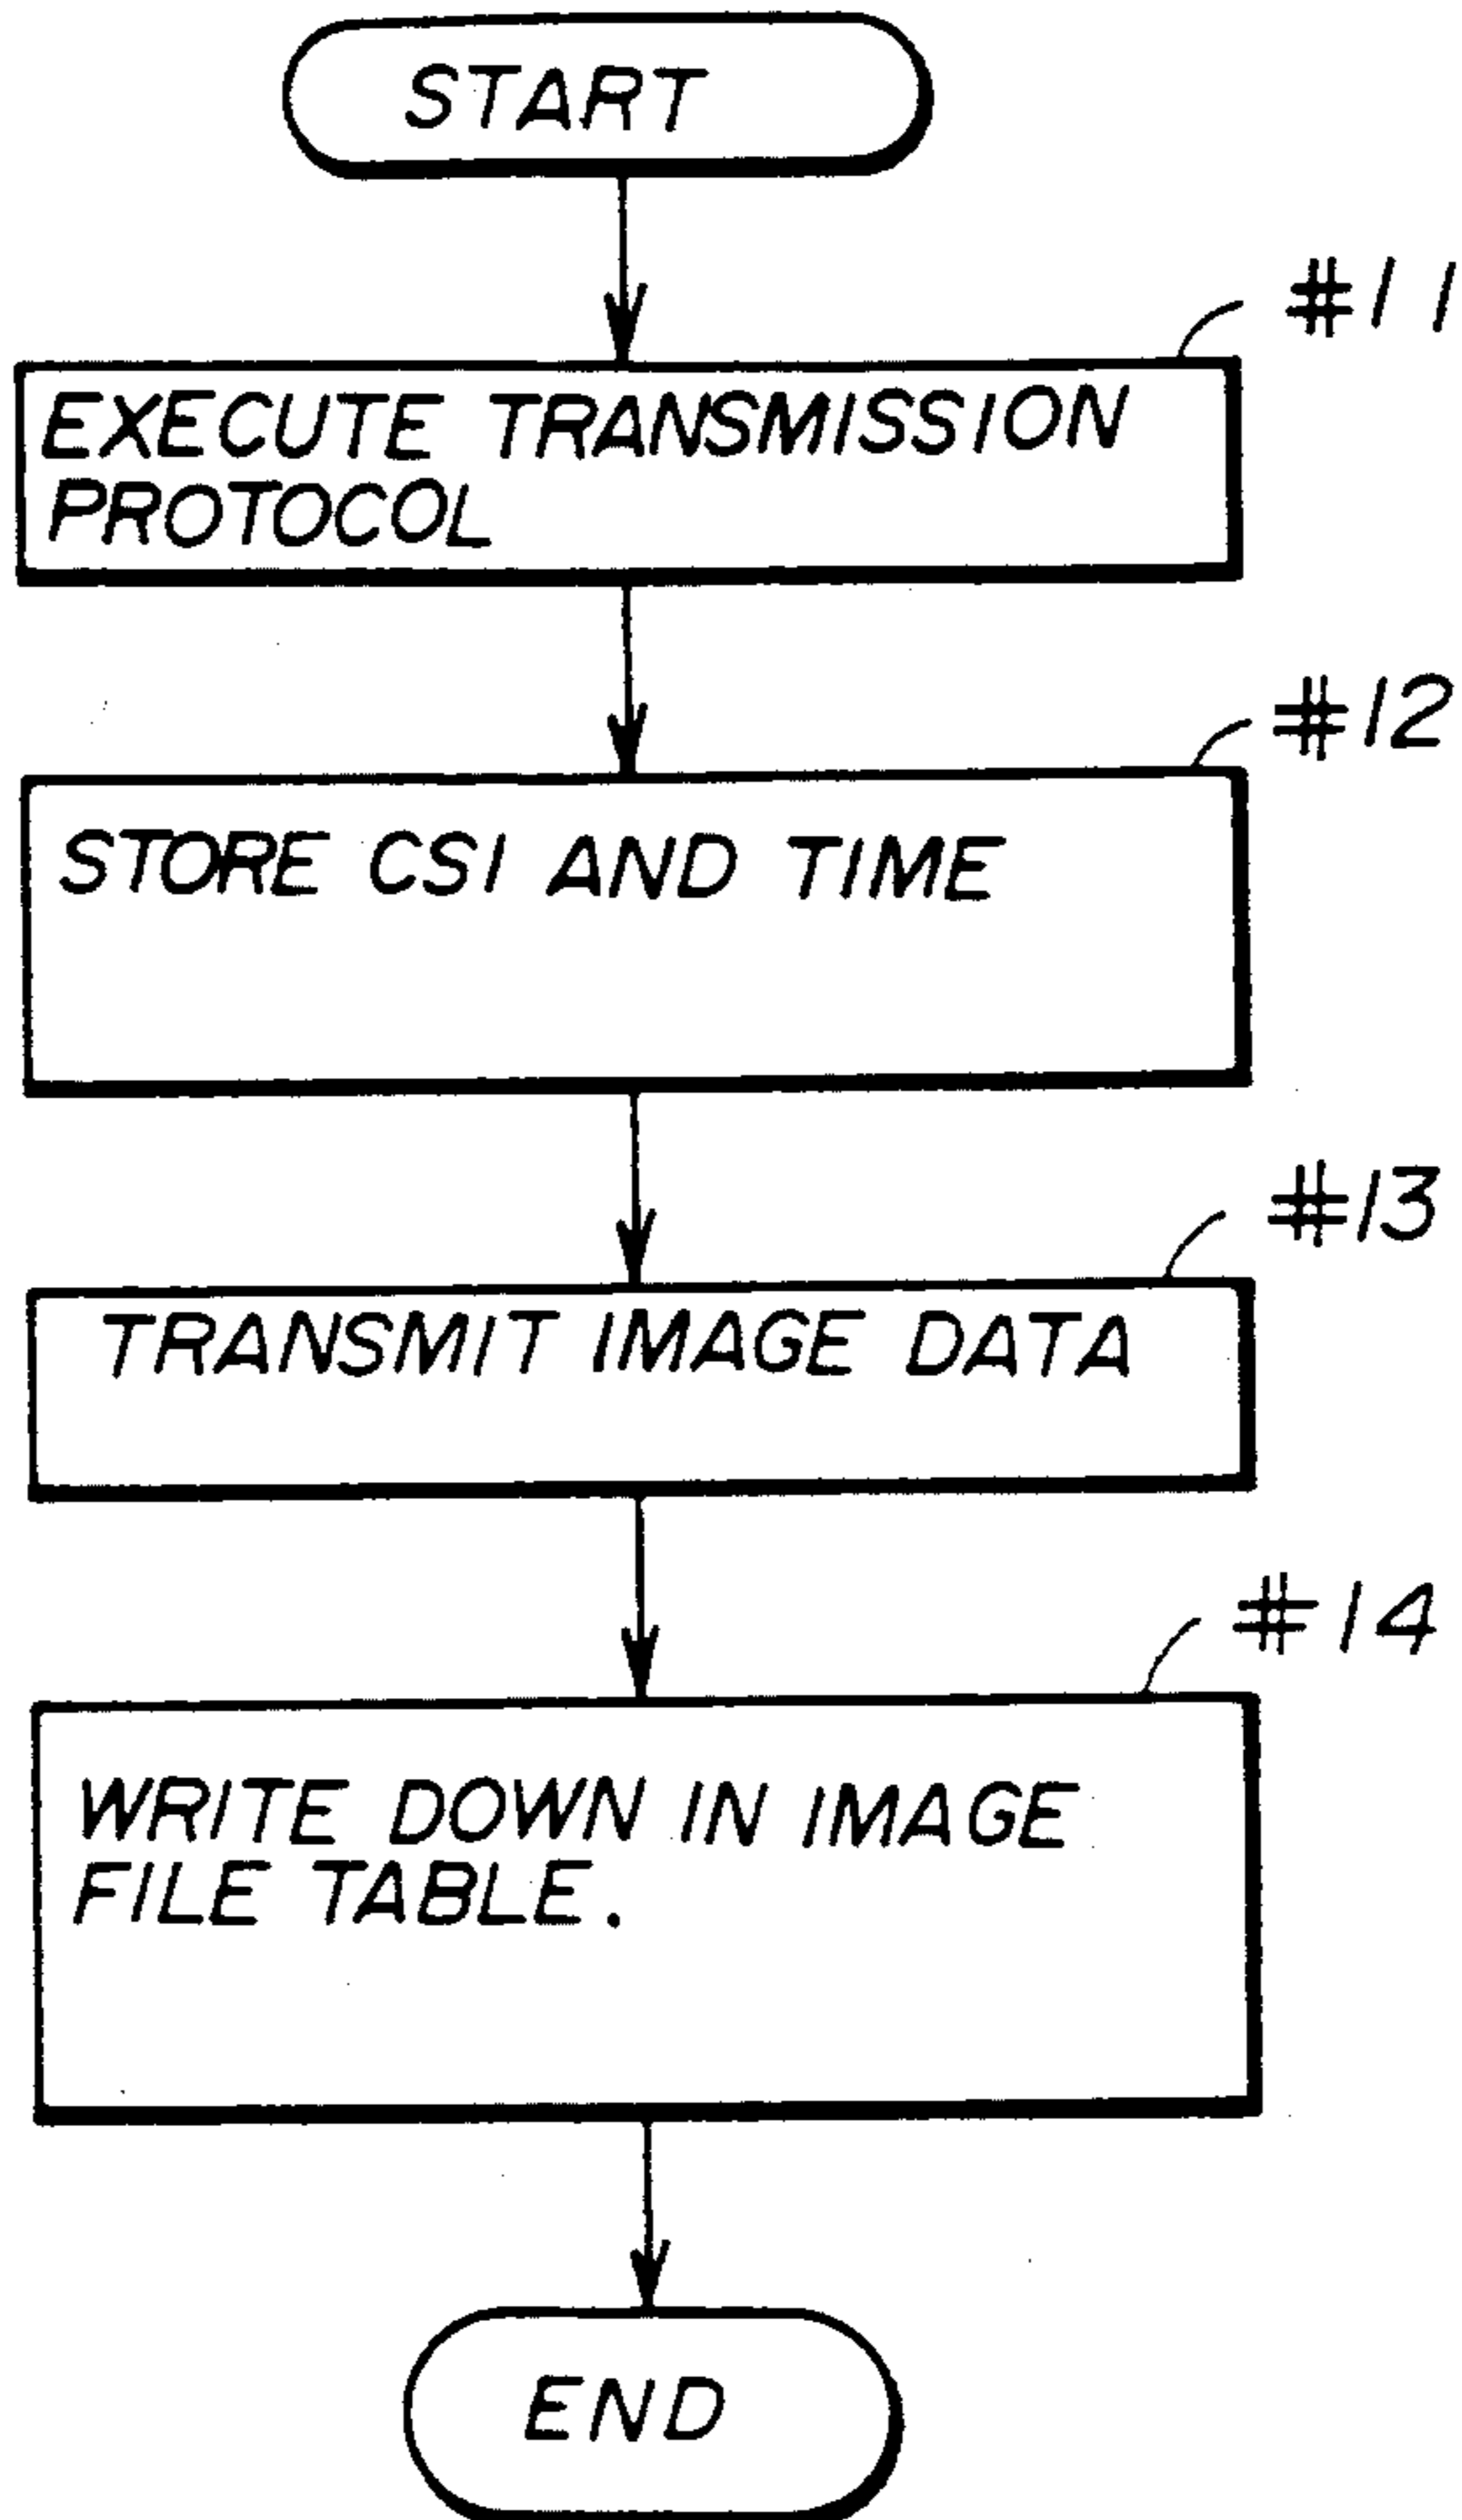 START
#11
EXECUTE TRANSMISSION
PROTOCOL
#12
STORE CSI AND TIME
#13
TRANSMIT IMAGE DATA
#14
WRITE DOWN IN IMAGE
FILE TABLE.
END